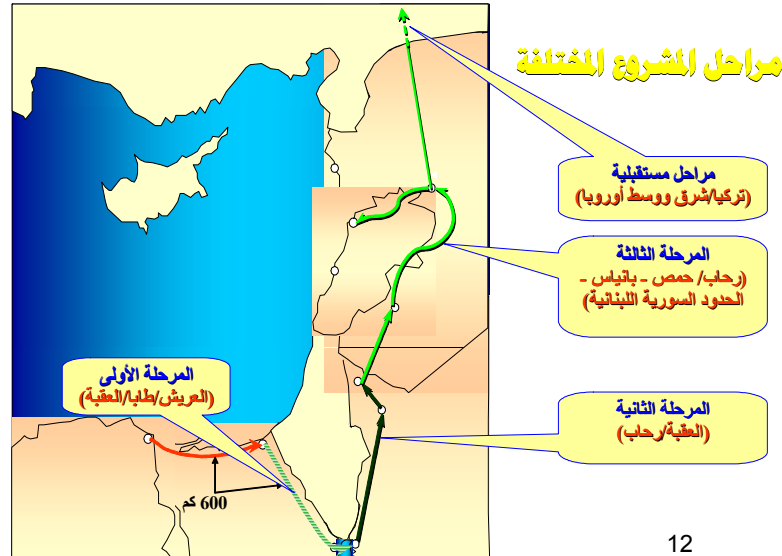 مراحل المشروع المختلفة
مراحل مستقبلية
(تركيا/شرق ووسط أوروبا)
المرحلة الثالثة
(رحاب/ حمص - بانياس -
الحدود السورية اللبنانية)
المرحلة الأولى
(العريش/طابا/العقبة)
المرحلة الثانية
(العقبة/رحاب)
600 كم
12